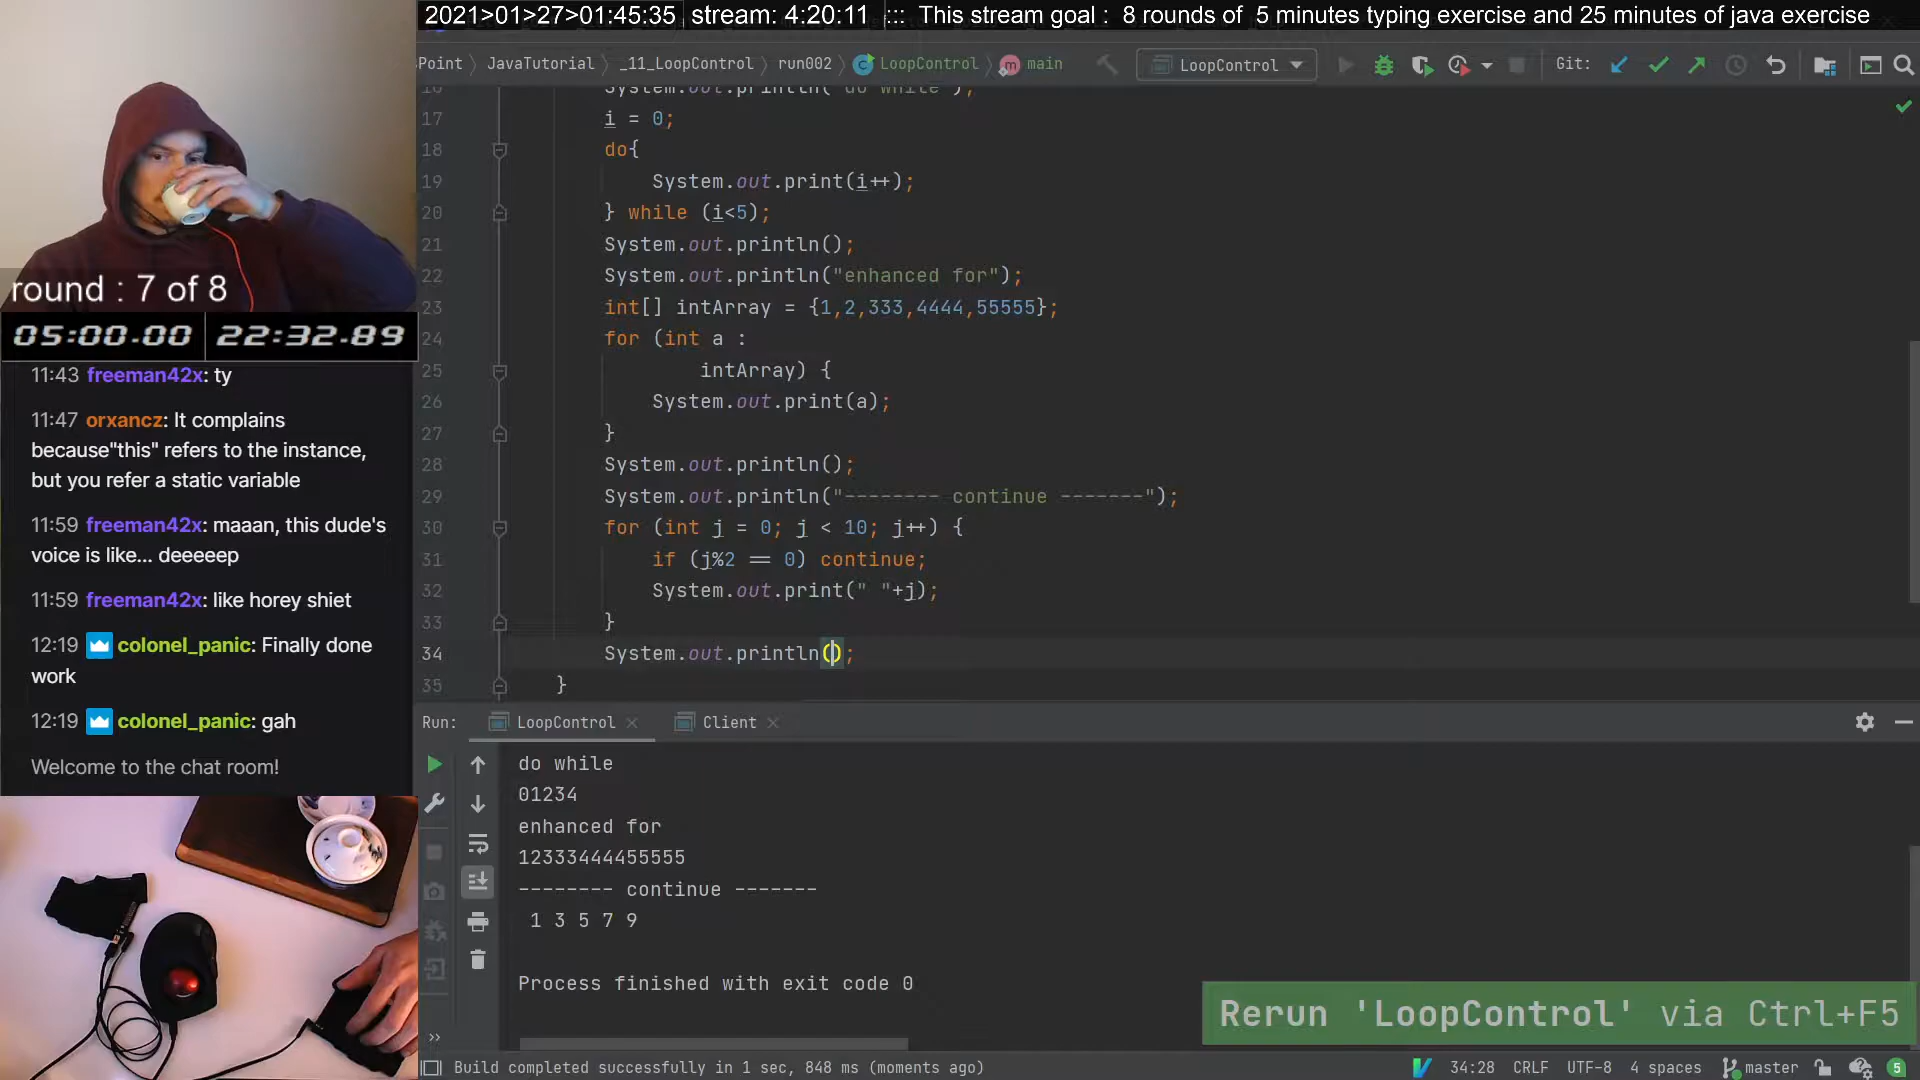 2021>01>27>01:45:35 stream: 4:20:11 ::: This stream goal : 8 rounds of 5 minutes typing exercise and 25 minutes of java exercise
Point JavaTutorial _11_LoopControl run002 LoopControl main LoopControl Git:
16 System.out.println("do while");
17 i = 0;
18 do{
19 System.out.print(i++);
20 } while (i<5);
21 System.out.println();
22 System.out.println("enhanced for");
23 int[] intArray = {1,2,333,4444,55555};
24 for (int a :
25 intArray) {
26 System.out.print(a);
27 }
28 System.out.println();
29 System.out.println("-------- continue -------");
30 for (int j = 0; j < 10; j++) {
31 if (j%2 == 0) continue;
32 System.out.print(" "+j);
33 }
34 System.out.println();
35 }
round : 7 of 8
05:00.00 22:32.89
11:43 freeman42x: ty
11:47 orxancz: It complains
because"this" refers to the instance,
but you refer a static variable
11:59 freeman42x: maaan, this dude's
voice is like... deeeeep
11:59 freeman42x: like horey shiet
12:19 colonel_panic: Finally done
work
12:19 colonel_panic: gah
Welcome to the chat room!
Run: LoopControl Client
do while
01234
enhanced for
12333444455555
-------- continue -------
1 3 5 7 9
Process finished with exit code 0
Rerun 'LoopControl' via Ctrl+F5
Build completed successfully in 1 sec, 848 ms (moments ago) 34:28 CRLF UTF-8 4 spaces master 5